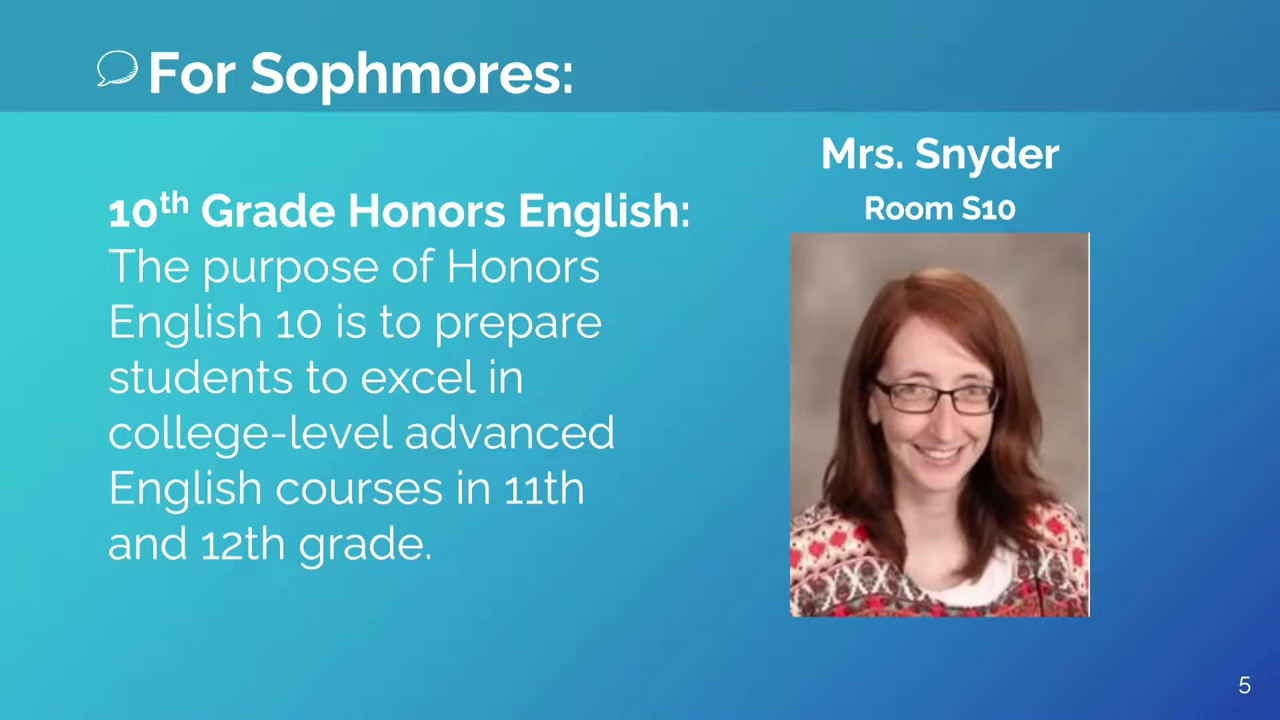 For Sophmores:
Mrs. Snyder
Room S10
10th Grade Honors English:
The purpose of Honors
English 10 is to prepare
students to excel in
college-level advanced
English courses in 11th
and 12th grade.
5